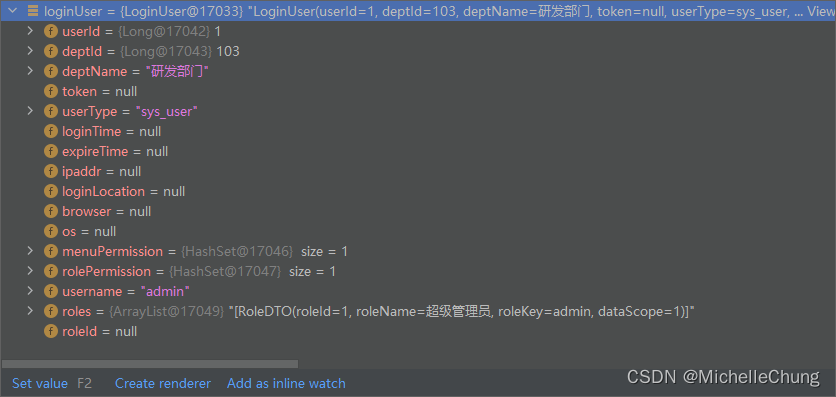 loginUser = {LoginUser@17033} "LoginUser(userId=1, deptId=103, deptName=研发部门, token=null, userType=sys_user, ... View
f userId = {Long@17042} 1
f deptId = {Long@17043} 103
f deptName = "研发部门"
f token = null
f userType = "sys_user"
f loginTime = null
f expireTime = null
f ipaddr = null
f loginLocation = null
f browser = null
f os = null
f menuPermission = {HashSet@17046} size = 1
f rolePermission = {HashSet@17047} size = 1
f username = "admin"
f roles = {ArrayList@17049} "[RoleDTO(roleId=1, roleName=超级管理员, roleKey=admin, dataScope=1)]"
f roleId = null
Set value F2 Create renderer Add as inline watch
CSDN @MichelleChung